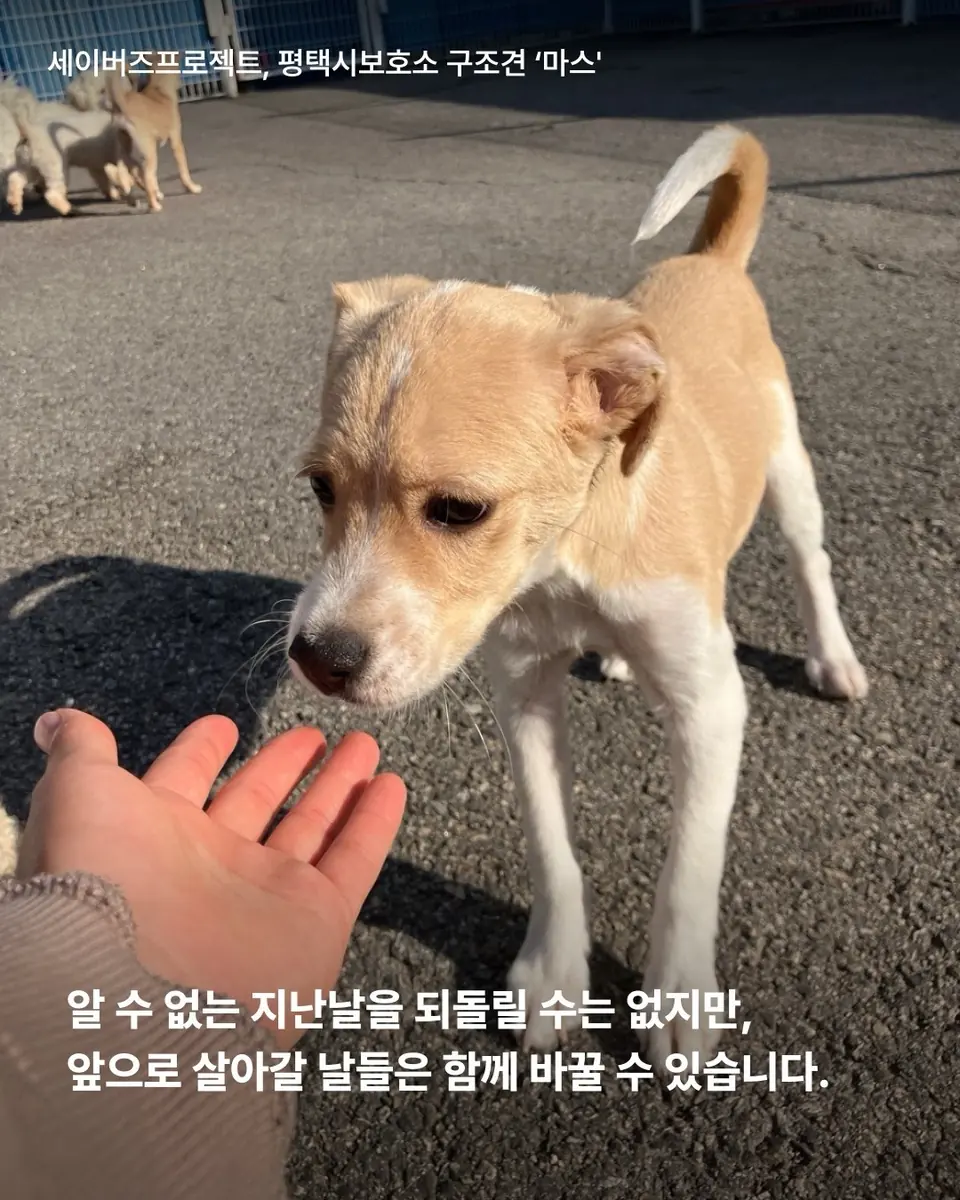 세이버즈프로젝트, 평택시보호소 구조견 ‘마스'
알 수 없는 지난날을 되돌릴 수는 없지만,
앞으로 살아갈 날들은 함께 바꿀 수 있습니다.